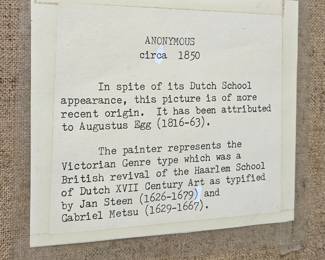 ANONYMOUS
circa 1850
In spite of its Dutch School
appearance, this picture is of more
recent origin. It has been attributed
to Augustus Egg (1816-63).
The painter represents the
Victorian Genre type which was a
British revival of the Haarlem School
of Dutch XVII Century Art as typified
by Jan Steen (1626-1679) and
Gabriel Metsu (1629-1667).